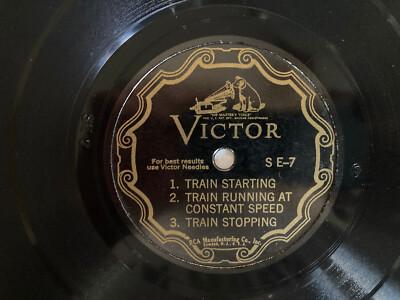 "HIS MASTER'S VOICE"
VICTOR
For best results
use Victor Needles
S E-7
1. TRAIN STARTING
2. TRAIN RUNNING AT
CONSTANT SPEED
3. TRAIN STOPPING
RCA Manufacturing Co., Inc.
Camden, N. J., U. S. A.